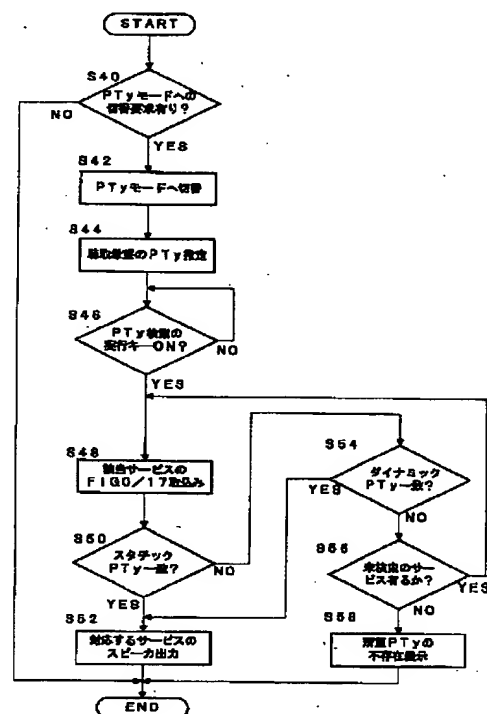 START
S40
PTyモードへの
切替要求有り?
NO
YES
S42
PTyモードへ切替
S44
聴取希望のPTy指定
S46
PTy検索の
実行キーON?
NO
YES
S48
該当サービスの
FIG0/17取込み
S50
スタチック
PTy一致?
NO
YES
S52
対応するサービスの
スピーカ出力
S54
ダイナミック
PTy一致?
YES
NO
S56
未検定のサー
ビス有るか?
YES
NO
S58
所望PTyの
不存在表示
END